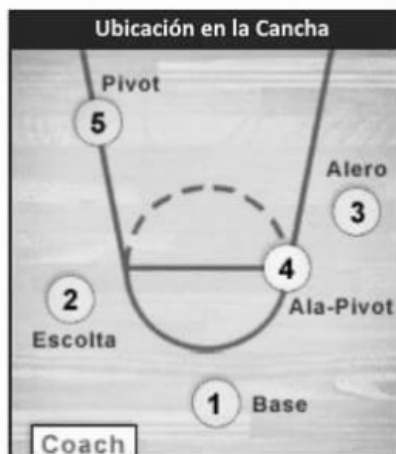 Ubicación en la Cancha
Pivot
5
Alero
3
4
Ala-Pivot
2
Escolta
1 Base
Coach